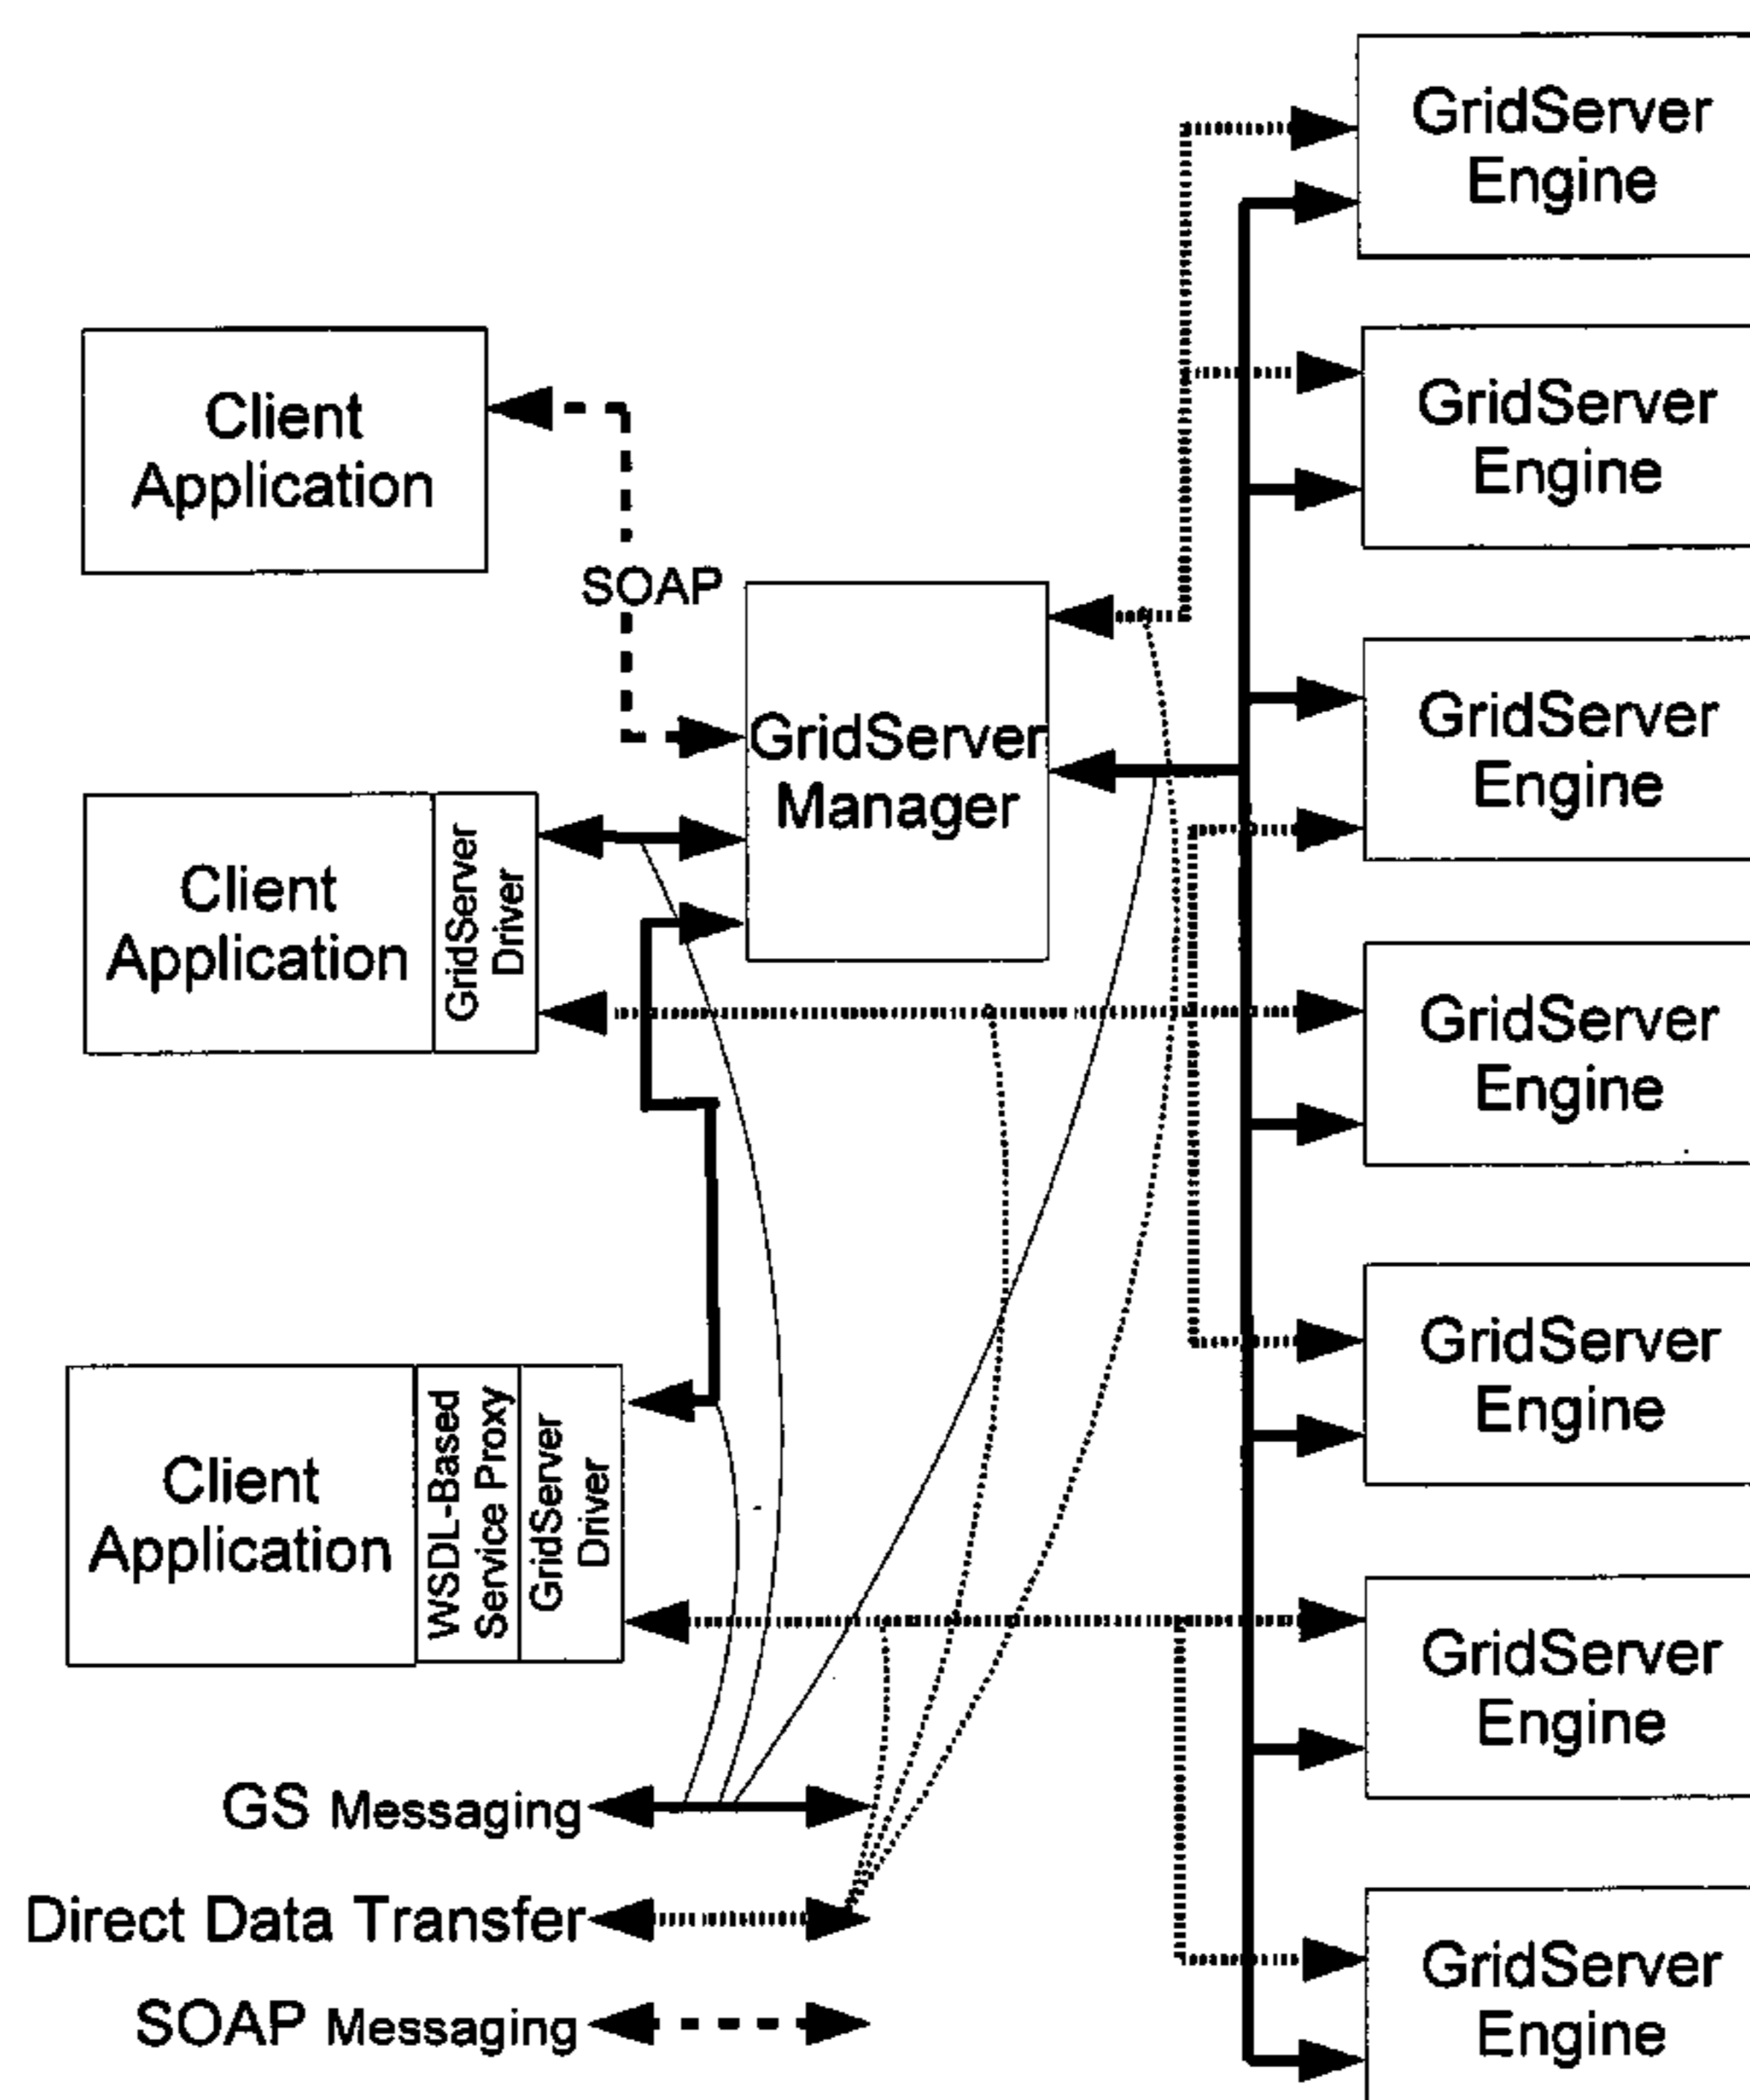 GridServer
Engine
GridServer
Engine
Client
Application
SOAP
GridServer
Manager
GridServer
Engine
Client
Application
GridServer
Driver
GridServer
Engine
GridServer
Engine
Client
Application
WSDL-Based
Service Proxy
GridServer
Driver
GridServer
Engine
GS Messaging
Direct Data Transfer
SOAP Messaging
GridServer
Engine